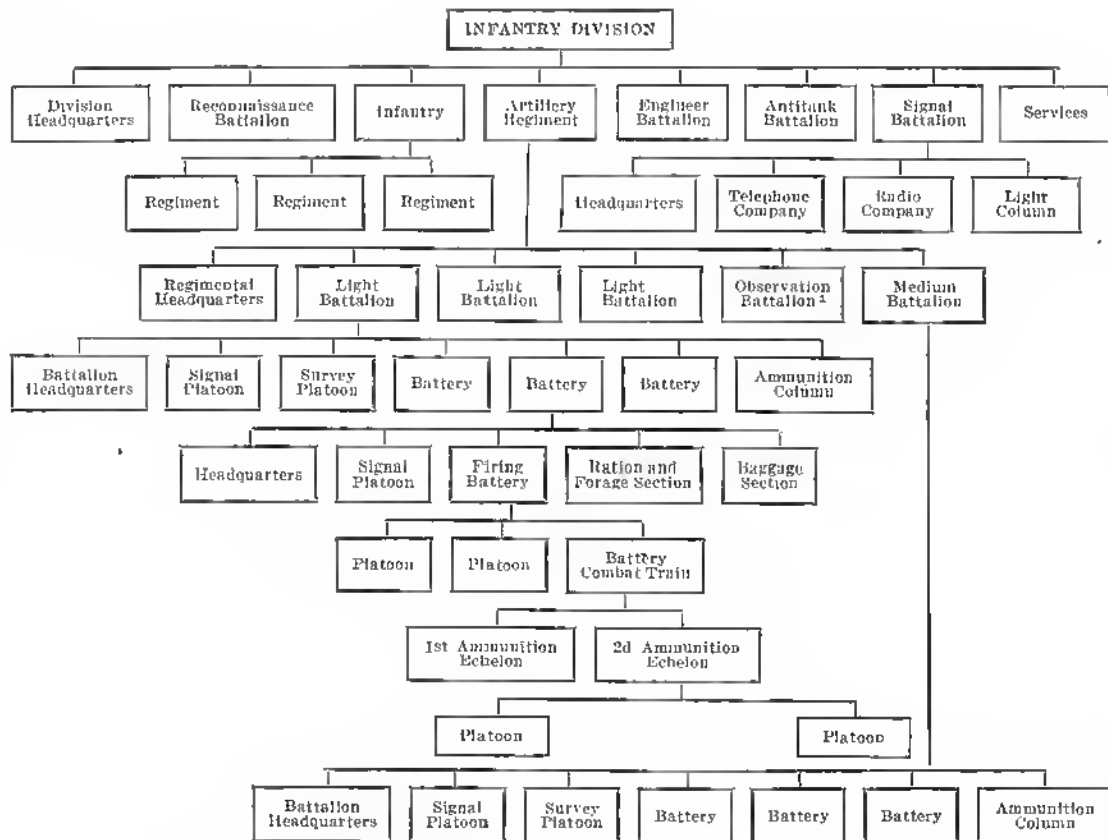 INFANTRY DIVISION
Division
Headquarters
Reconnaissance
Battalion
Infantry
Artillery
Regiment
Engineer
Battalion
Antitank
Battalion
Signal
Battalion
Services
Regiment
Regiment
Regiment
Headquarters
Telephone
Company
Radio
Company
Light
Column
Regimental
Headquarters
Light
Battalion
Light
Battalion
Light
Battalion
Observation
Battalion¹
Medium
Battalion
Battalion
Headquarters
Signal
Platoon
Survey
Platoon
Battery
Battery
Battery
Ammunition
Column
Headquarters
Signal
Platoon
Firing
Battery
Ration and
Forage Section
Baggage
Section
Platoon
Platoon
Battery
Combat Train
1st Ammunition
Echelon
2d Ammunition
Echelon
Platoon
Platoon
Battalion
Headquarters
Signal
Platoon
Survey
Platoon
Battery
Battery
Battery
Ammunition
Column